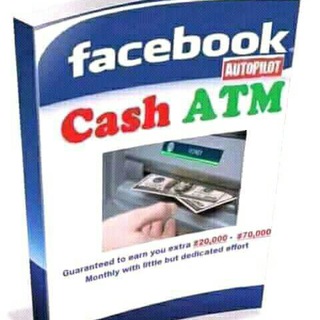 facebook
AUTOPILOT
Cash ATM
Guaranteed to earn you extra #20,000 - #70,000
Monthly with little but dedicated effort